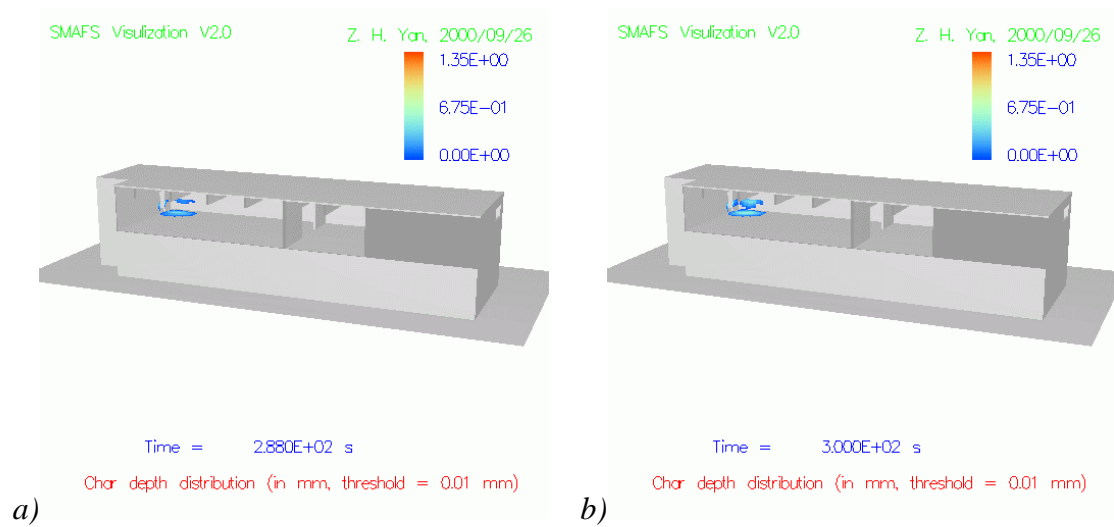 SMAFS Visulization V2.0
Z. H. Yan, 2000/09/26
1.35E+00
6.75E-01
0.00E+00
Time = 2.880E+02 s
Char depth distribution (in mm, threshold = 0.01 mm)
a)
SMAFS Visulization V2.0
Z. H. Yan, 2000/09/26
1.35E+00
6.75E-01
0.00E+00
Time = 3.000E+02 s
Char depth distribution (in mm, threshold = 0.01 mm)
b)